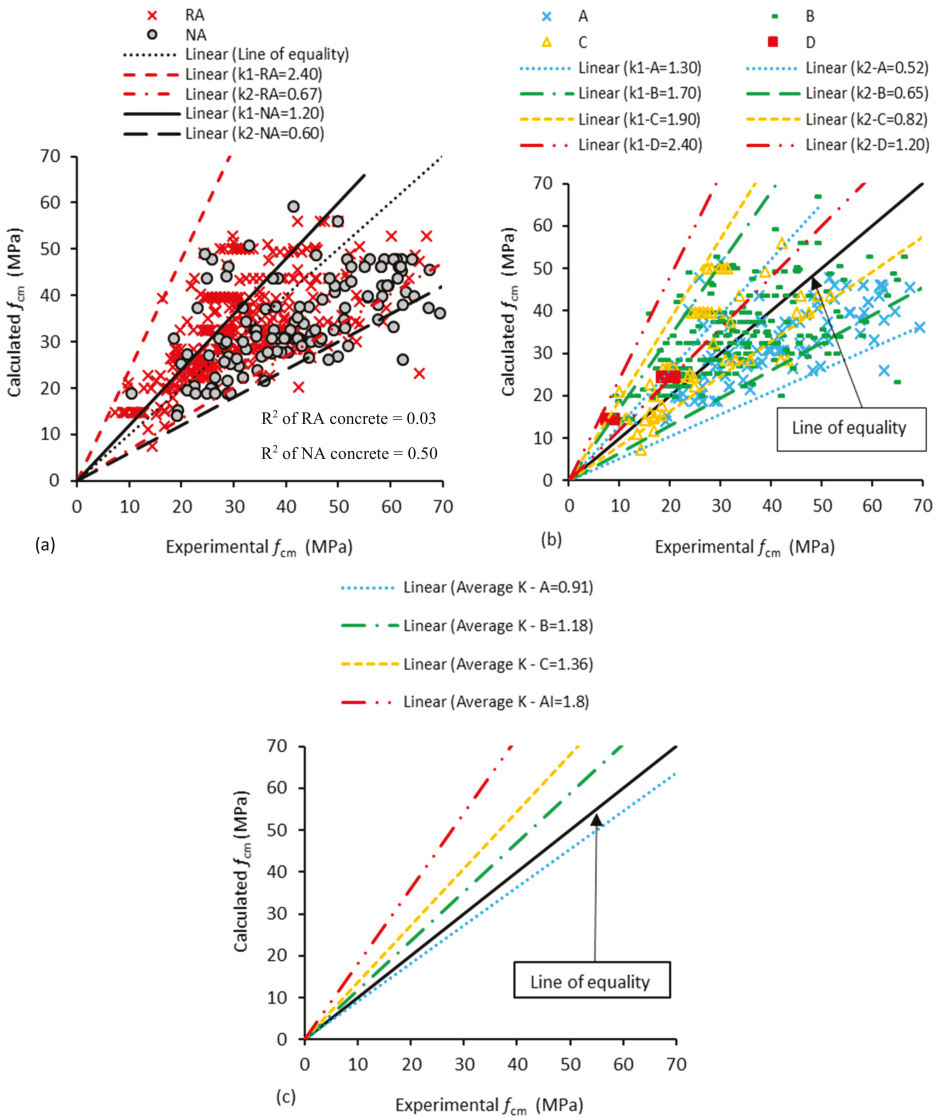 RA
NA
Linear (Line of equality)
Linear (k1-RA=2.40)
Linear (k2-RA=0.67)
Linear (k1-NA=1.20)
Linear (k2-NA=0.60)
70
60
50
40
30
20
10
0
Calculated fcm (MPa)
R² of RA concrete = 0.03
R² of NA concrete = 0.50
0 10 20 30 40 50 60 70
Experimental fcm (MPa)
(a)
A B
C D
Linear (k1-A=1.30) Linear (k2-A=0.52)
Linear (k1-B=1.70) Linear (k2-B=0.65)
Linear (k1-C=1.90) Linear (k2-C=0.82)
Linear (k1-D=2.40) Linear (k2-D=1.20)
70
60
50
40
30
20
10
0
Calculated fcm (MPa)
Line of equality
0 10 20 30 40 50 60 70
Experimental fcm (MPa)
(b)
Linear (Average K - A=0.91)
Linear (Average K - B=1.18)
Linear (Average K - C=1.36)
Linear (Average K - Al=1.8)
70
60
50
40
30
20
10
0
Calculated fcm (MPa)
Line of equality
0 10 20 30 40 50 60 70
Experimental fcm (MPa)
(c)